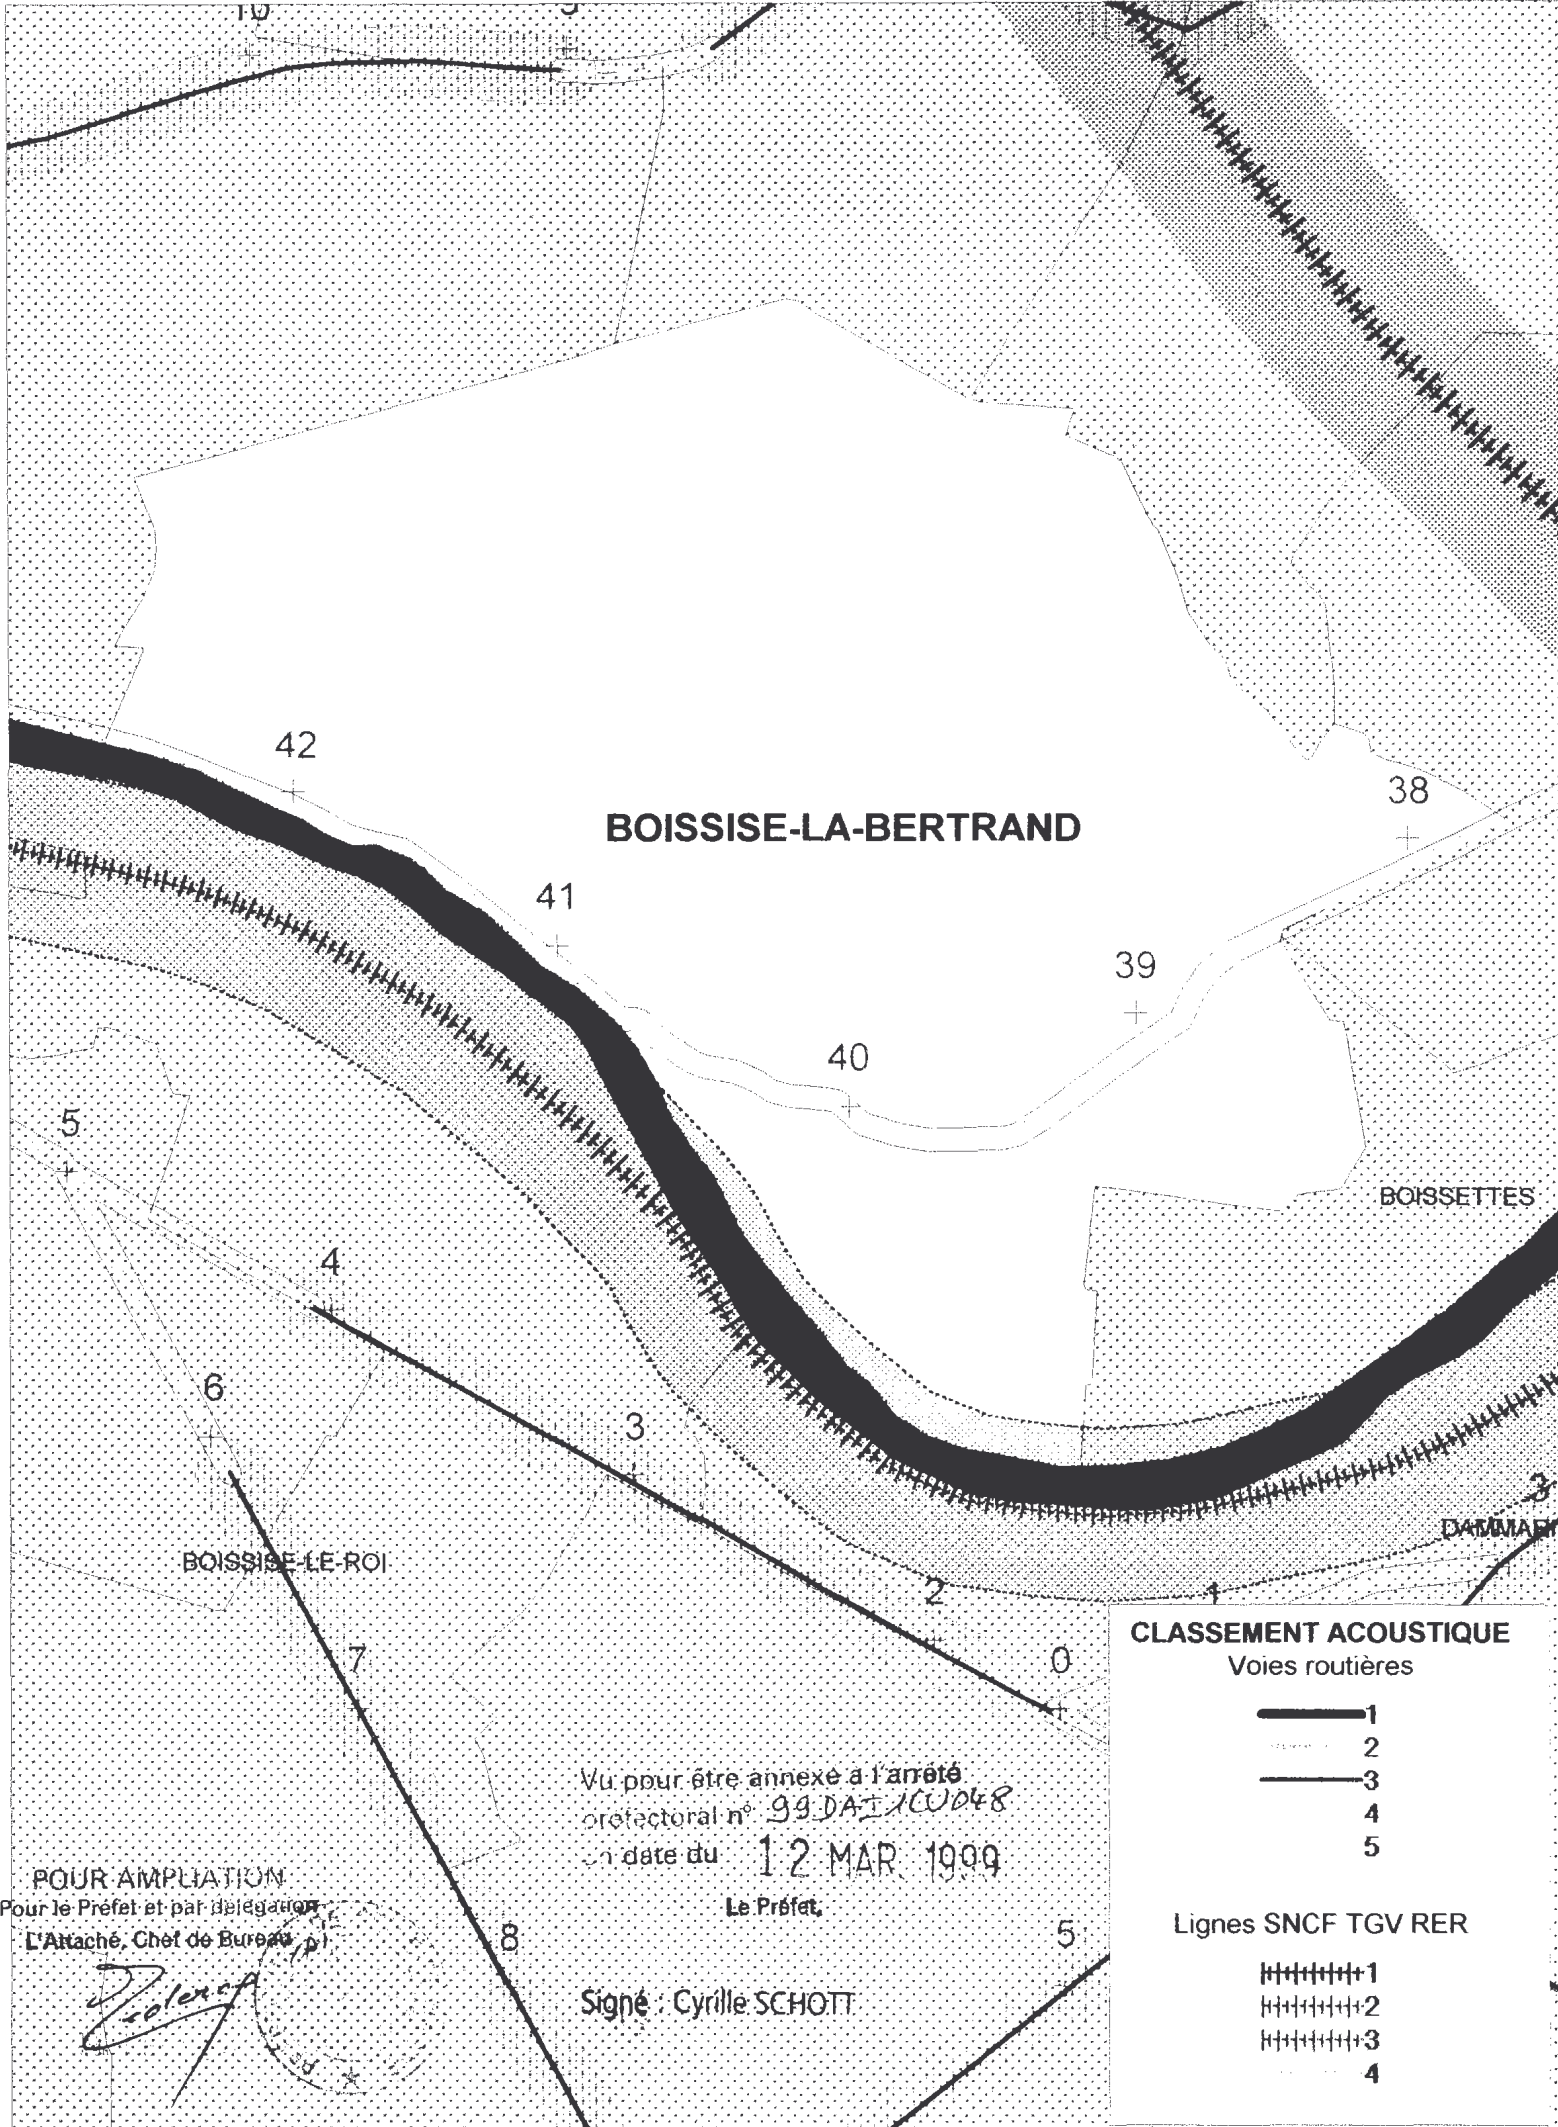 10
9
42
BOISSISE-LA-BERTRAND
38
41
39
40
5
BOISSETTES
4
6
3
3
DAMMARI
BOISSISE-LE-ROI
2
1
7
0
CLASSEMENT ACOUSTIQUE
Voies routières
1
2
3
4
5
Lignes SNCF TGV RER
1
2
3
4
Vu pour être annexé à l'arrêté
préfectoral n° 99 DAI 1CU048
en date du 12 MAR. 1999
Le Préfet,
Signé : Cyrille SCHOTT
POUR AMPLIATION
Pour le Préfet et par délégation
L'Attaché, Chef de Bureau
8
5